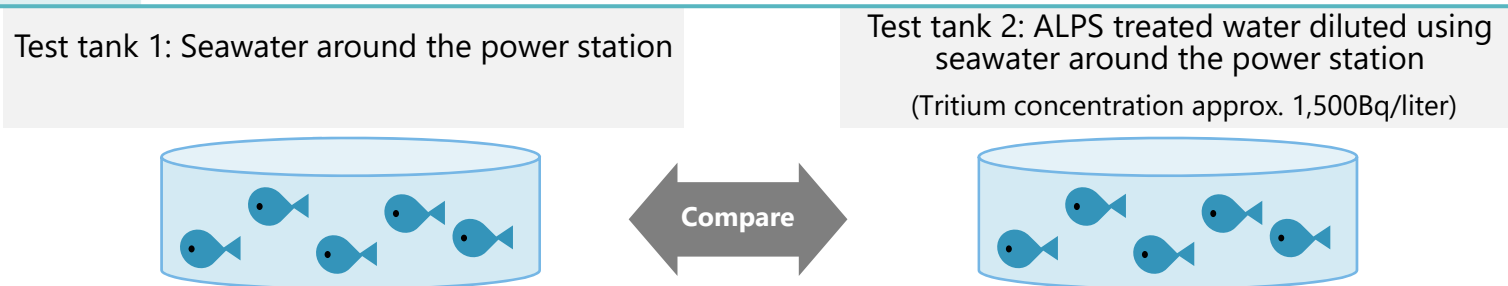 Test tank 1: Seawater around the power station
Test tank 2: ALPS treated water diluted using
seawater around the power station
(Tritium concentration approx. 1,500Bq/liter)
Compare